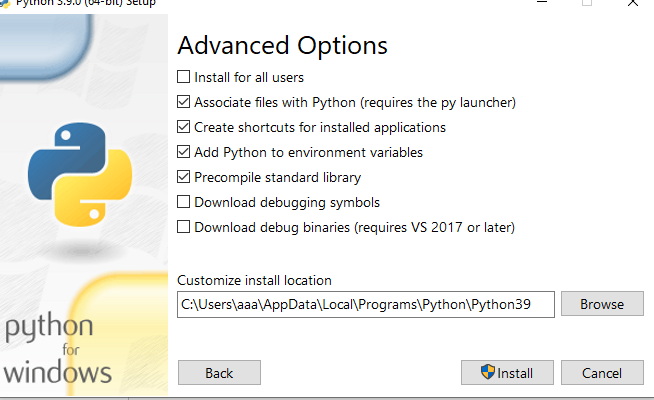 Python 3.9.0 (64-bit) Setup
Advanced Options
Install for all users
Associate files with Python (requires the py launcher)
Create shortcuts for installed applications
Add Python to environment variables
Precompile standard library
Download debugging symbols
Download debug binaries (requires VS 2017 or later)
Customize install location
C:\Users\aaa\AppData\Local\Programs\Python\Python39
Browse
python
for
windows
Back
Install
Cancel